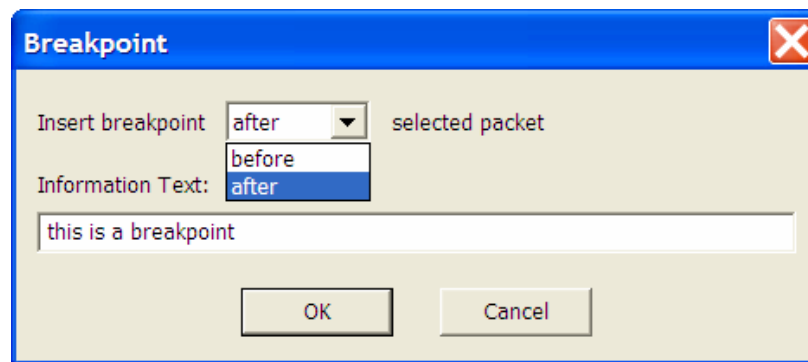 Breakpoint
Insert breakpoint after selected packet
before
Information Text: after
this is a breakpoint
OK Cancel